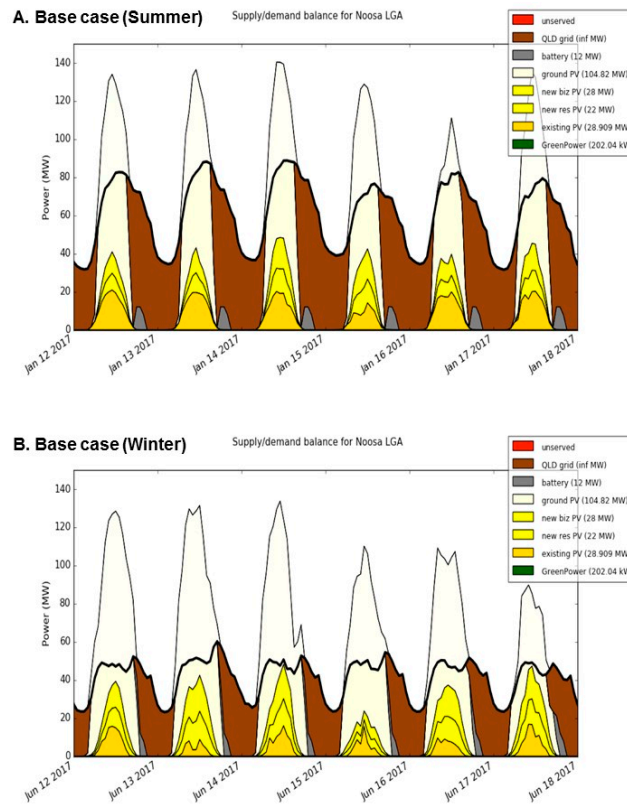 A. Base case (Summer)
Supply/demand balance for Noosa LGA
unserved
QLD grid (inf MW)
battery (12 MW)
ground PV (104.82 MW)
new biz PV (28 MW)
new res PV (22 MW)
existing PV (28.909 MW)
GreenPower (202.04 kW
Power (MW)
140
120
100
80
60
40
20
0
Jan 12 2017
Jan 13 2017
Jan 14 2017
Jan 15 2017
Jan 16 2017
Jan 17 2017
Jan 18 2017
B. Base case (Winter)
Supply/demand balance for Noosa LGA
unserved
QLD grid (inf MW)
battery (12 MW)
ground PV (104.82 MW)
new biz PV (28 MW)
new res PV (22 MW)
existing PV (28.909 MW)
GreenPower (202.04 kW
Power (MW)
140
120
100
80
60
40
20
0
Jun 12 2017
Jun 13 2017
Jun 14 2017
Jun 15 2017
Jun 16 2017
Jun 17 2017
Jun 18 2017